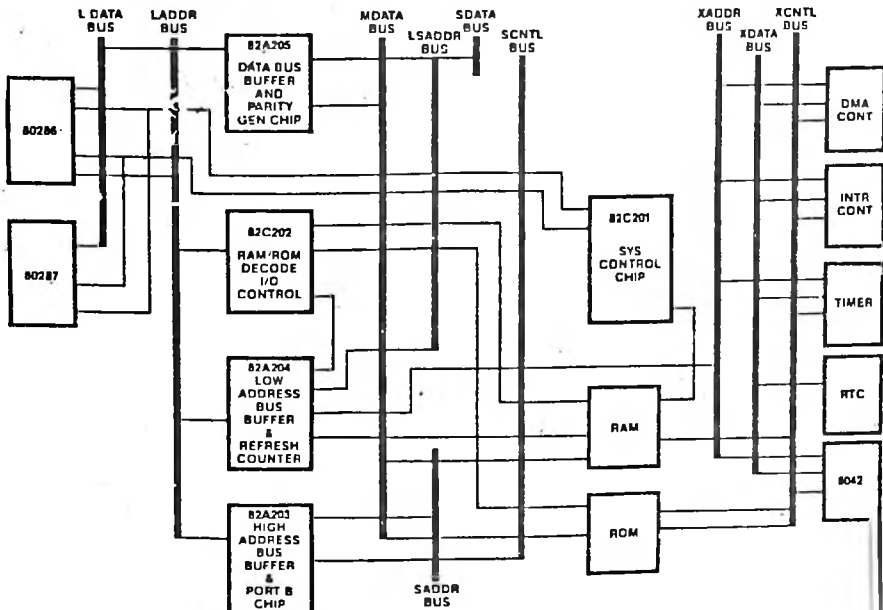 L DATA
BUS
LADDR
BUS
MDATA
BUS
LSADDR
BUS
SDATA
BUS
SCNTL
BUS
XADDR
BUS
XDATA
BUS
XCNTL
BUS
80286
80287
82A205
DATA BUS
BUFFER
AND
PARITY
GEN CHIP
82C202
RAM/ROM
DECODE
I/O
CONTROL
82A204
LOW
ADDRESS
BUS
BUFFER
&
REFRESH
COUNTER
82A203
HIGH
ADDRESS
BUS
BUFFER
&
PORT B
CHIP
SADDR
BUS
82C201
SYS
CONTROL
CHIP
RAM
ROM
DMA
CONT
INTR
CONT
TIMER
RTC
8042